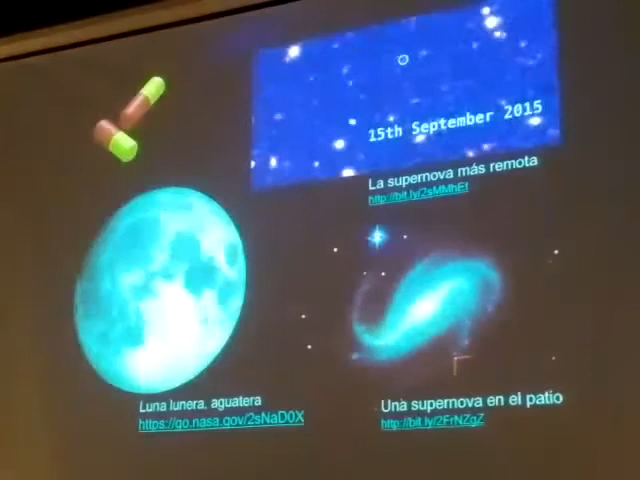 15th September 2015
La supernova más remota
http://bit.ly/2sMMhEf
Luna lunera, aguatera
https://go.nasa.gov/2sNaD0X
Una supernova en el patio
http://bit.ly/2FrNZgZ